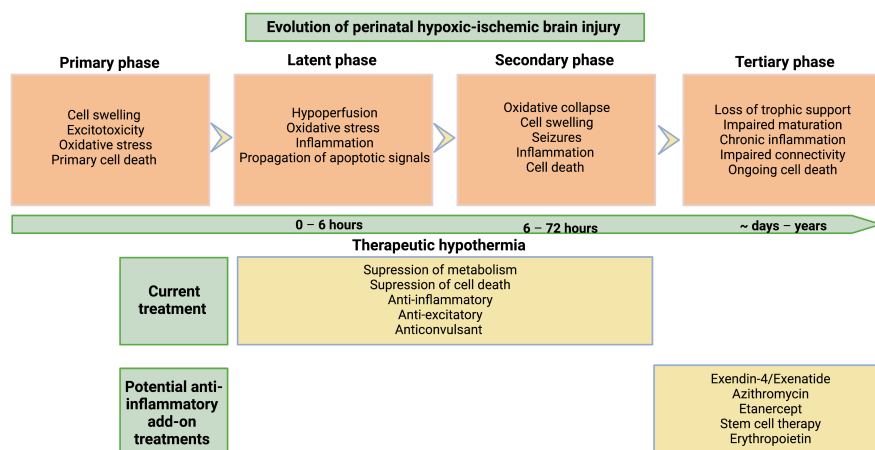 Evolution of perinatal hypoxic-ischemic brain injury
Primary phase
Latent phase
Secondary phase
Tertiary phase
Cell swelling
Excitotoxicity
Oxidative stress
Primary cell death
Hypoperfusion
Oxidative stress
Inflammation
Propagation of apoptotic signals
Oxidative collapse
Cell swelling
Seizures
Inflammation
Cell death
Loss of trophic support
Impaired maturation
Chronic inflammation
Impaired connectivity
Ongoing cell death
0 – 6 hours
6 – 72 hours
~ days – years
Therapeutic hypothermia
Current
treatment
Supression of metabolism
Supression of cell death
Anti-inflammatory
Anti-excitatory
Anticonvulsant
Potential anti-
inflammatory
add-on
treatments
Exendin-4/Exenatide
Azithromycin
Etanercept
Stem cell therapy
Erythropoietin